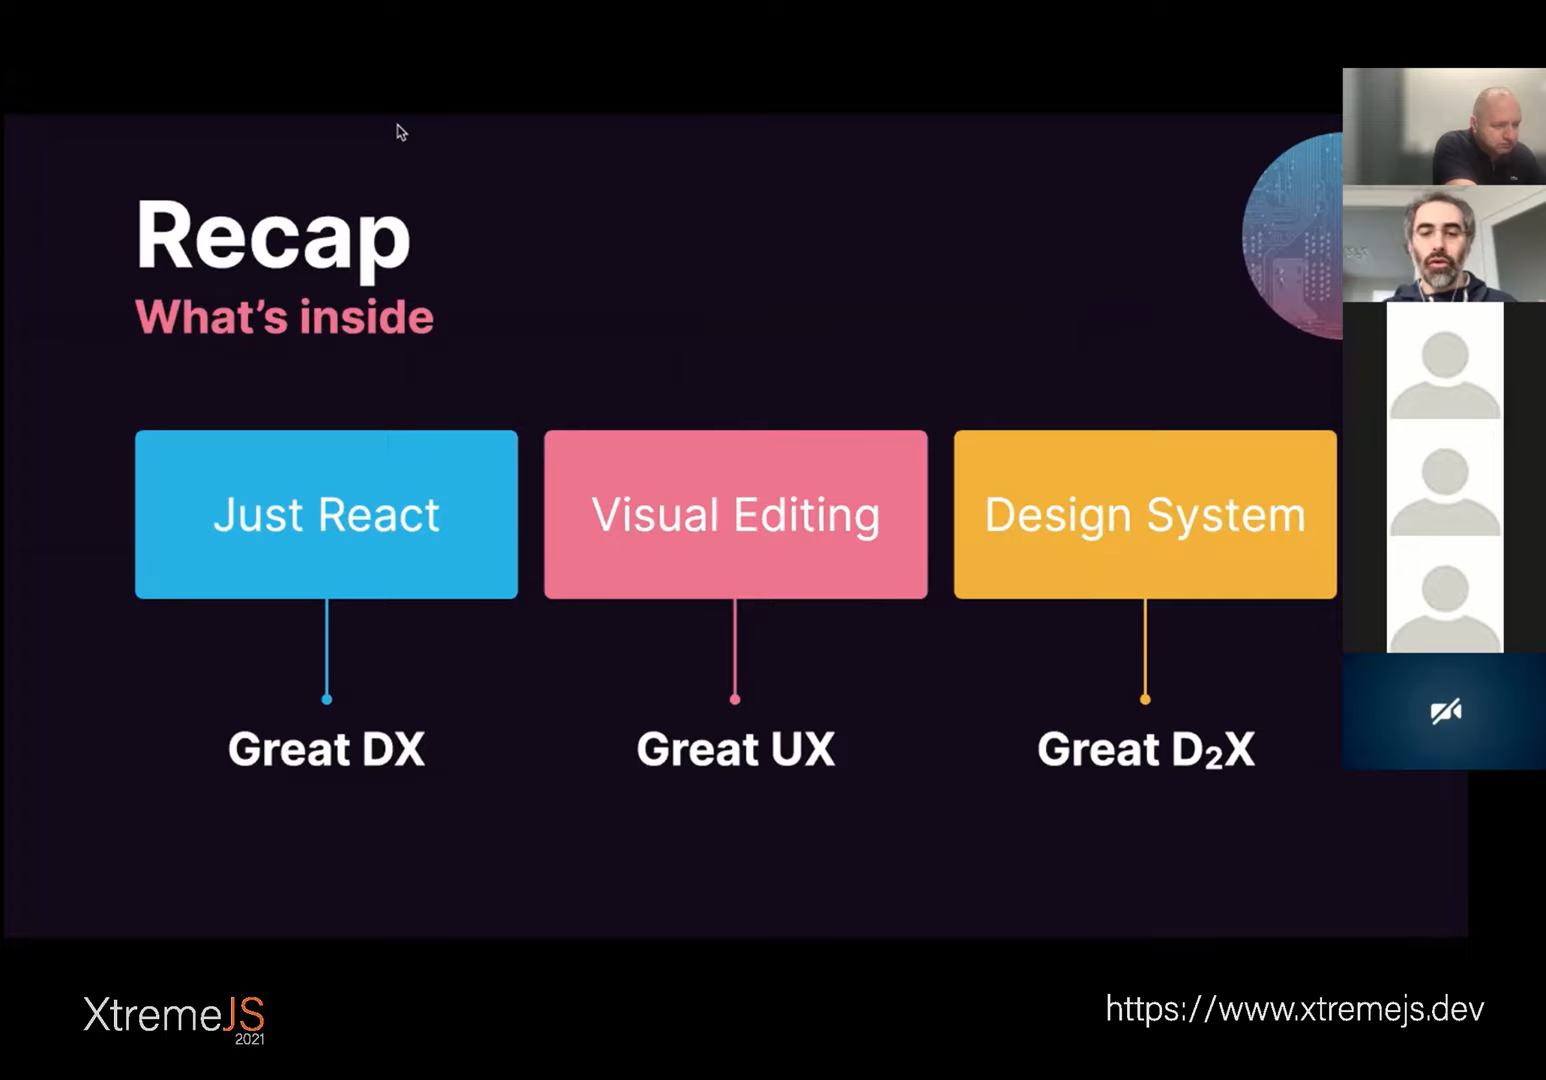 Recap
What's inside
Just React
Visual Editing
Design System
Great DX
Great UX
Great D₂X
XtremeJS
2021
https://www.xtremejs.dev